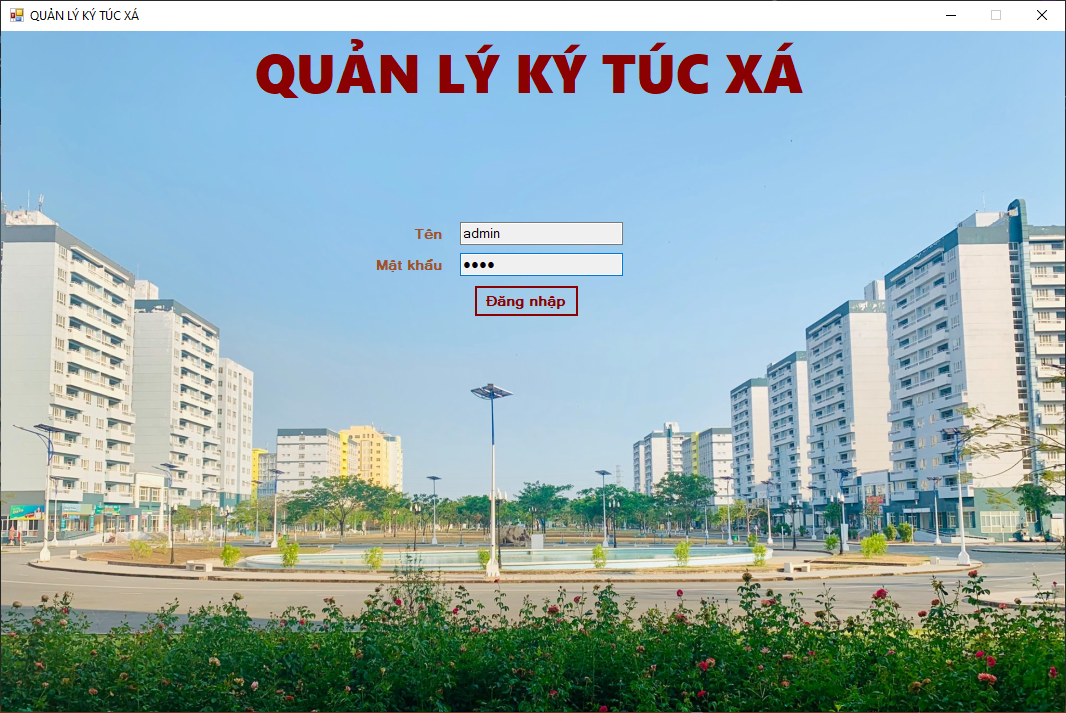 QUẢN LÝ KÝ TÚC XÁ
QUẢN LÝ KÝ TÚC XÁ
Tên admin
Mật khẩu ●●●●
Đăng nhập